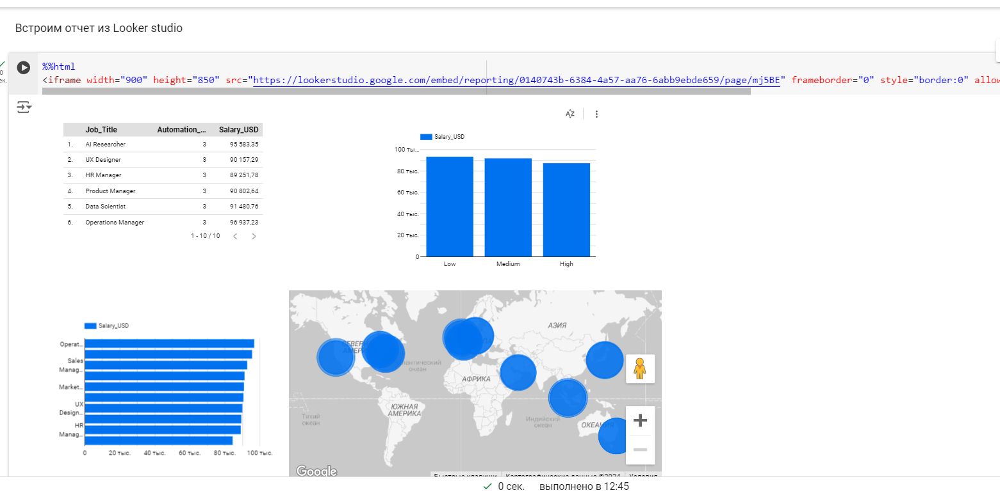 Встроим отчет из Looker studio
0
ек.
%%html
<iframe width="900" height="850" src="https://lookerstudio.google.com/embed/reporting/0140743b-6384-4a57-aa76-6abb9ebde659/page/mj5BE" frameborder="0" style="border:0" allow
Job_Title Automation_... Salary_USD
1. AI Researcher 3 95 583,35
2. UX Designer 3 90 157,29
3. HR Manager 3 89 251,78
4. Product Manager 3 90 802,64
5. Data Scientist 3 91 480,76
6. Operations Manager 3 96 937,23
1 - 10 / 10
AZ
Salary_USD
100 ты...
80 тыс.
60 тыс.
40 тыс.
20 тыс.
0
Low Medium High
Salary_USD
Operat...
Sales
Manag...
Market...
UX
Design...
HR
Manag...
0 20 тыс. 40 тыс. 60 тыс. 80 тыс. 100 тыс.
АЗИЯ
АФРИКА
ЮЖНАЯ
АМЕРИКА
Тихий
океан
Индийский
океан
ОКЕАНИЯ
Google
Быстрые клавиши Картографические данные ©2024 Условия
0 сек. выполнено в 12:45